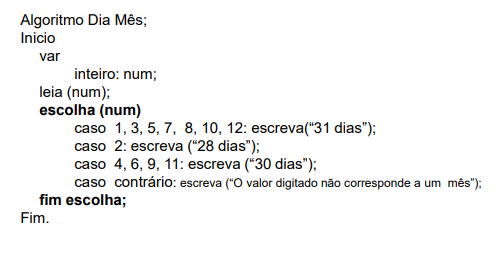 Algoritmo Dia Mês;
Inicio
var
inteiro: num;
leia (num);
escolha (num)
caso 1, 3, 5, 7, 8, 10, 12: escreva(“31 dias”);
caso 2: escreva (“28 dias”);
caso 4, 6, 9, 11: escreva (“30 dias”);
caso contrário: escreva (“O valor digitado não corresponde a um mês”);
fim escolha;
Fim.